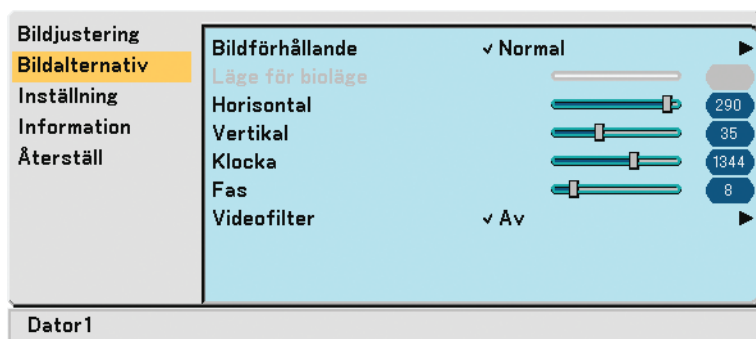 Bildjustering
Bildalternativ
Inställning
Information
Återställ
Bildförhållande ✓ Normal
Läge för bioläge
Horisontal 290
Vertikal 35
Klocka 1344
Fas 8
Videofilter ✓ Av
Dator1